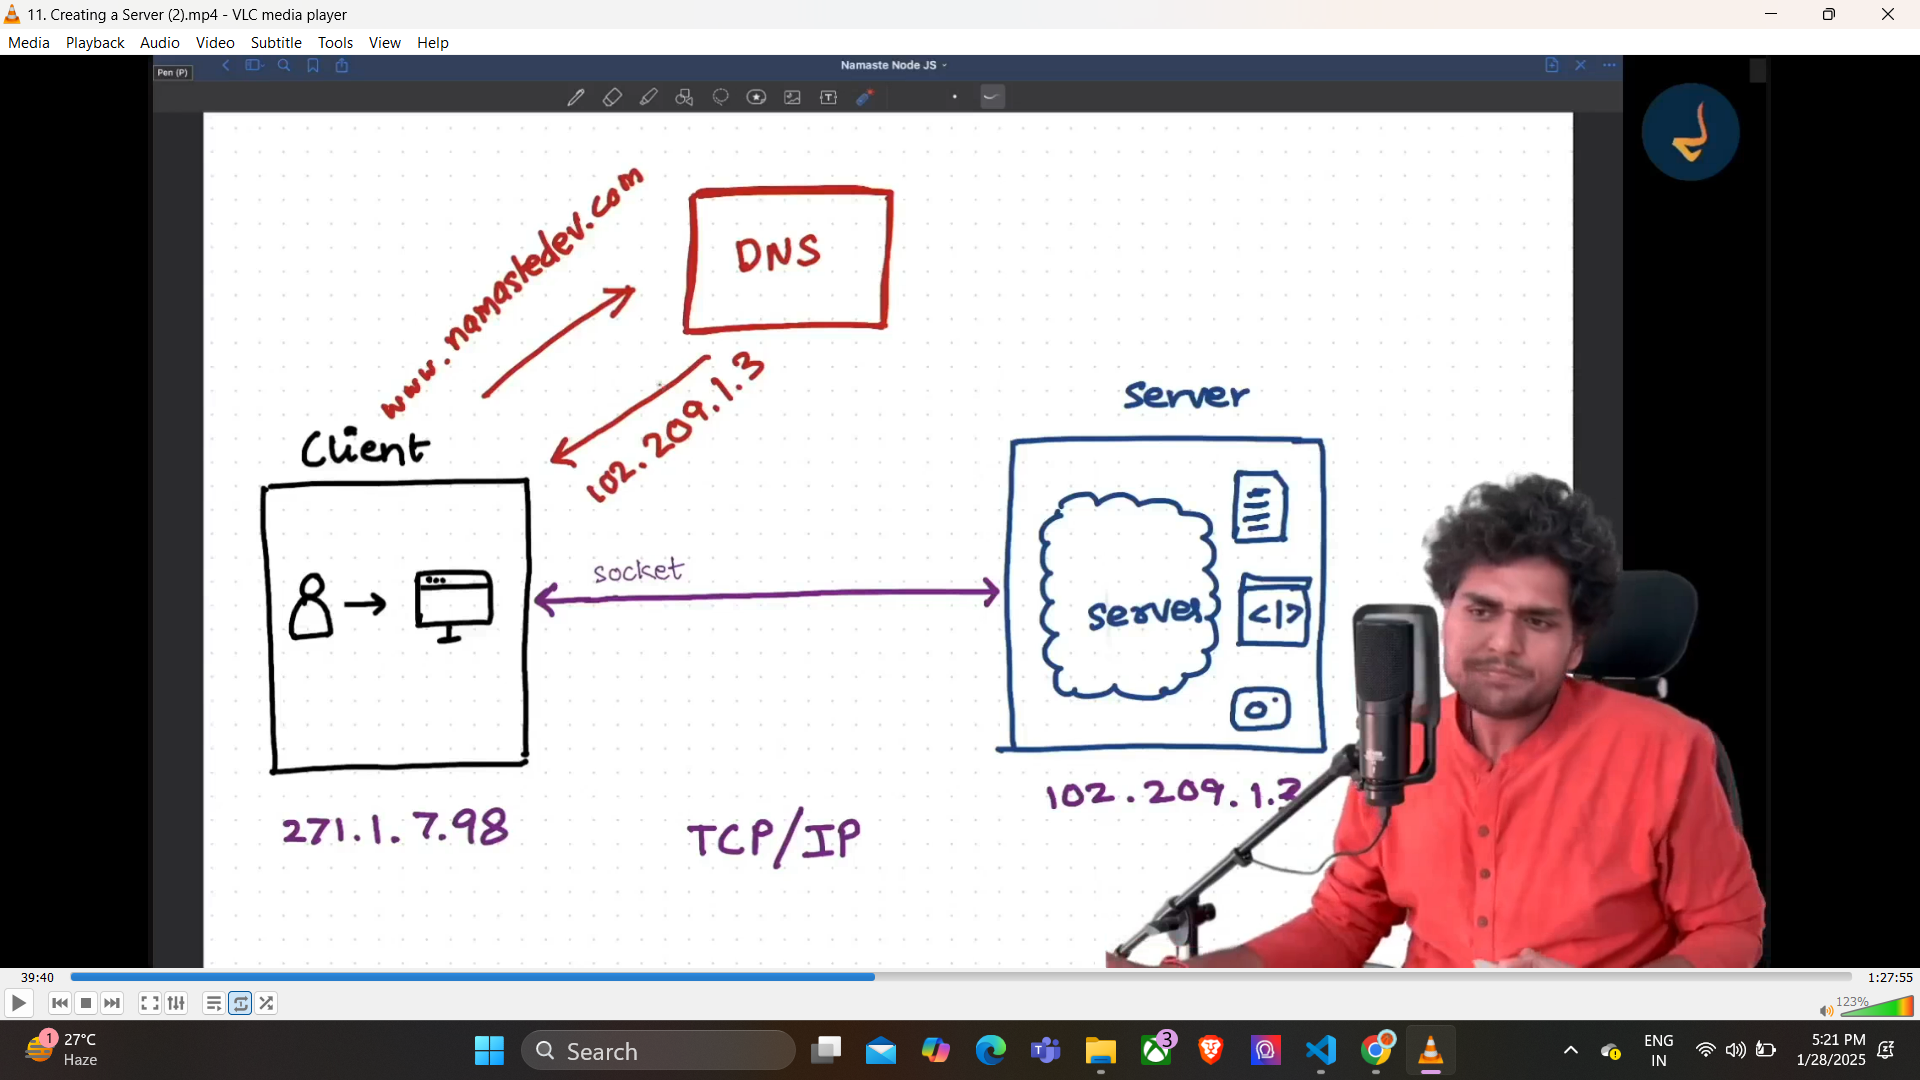 11. Creating a Server (2).mp4 - VLC media player
Media Playback Audio Video Subtitle Tools View Help
Pen (P)
Namaste Node JS
www.namastedev.com
DNS
102.209.1.3
Client
Server
socket
server
</>
271.1.7.98
TCP/IP
102.209.1.3
39:40
1:27:55
123%
1
27°C
Haze
Search
3
ENG
IN
5:21 PM
1/28/2025